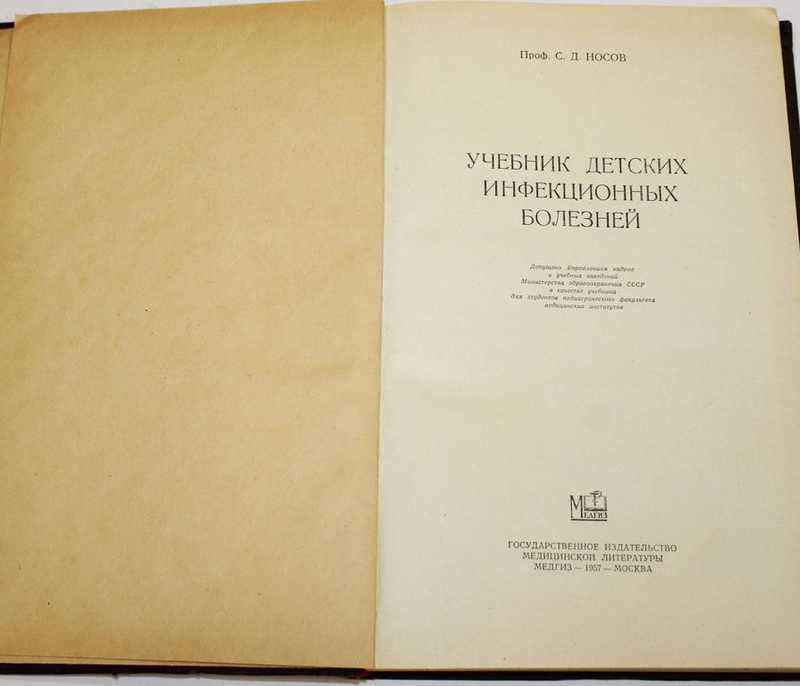 Проф. С. Д. НОСОВ
УЧЕБНИК ДЕТСКИХ
ИНФЕКЦИОННЫХ
БОЛЕЗНЕЙ
Допущено Управлением кадров
и учебных заведений
Министерства здравоохранения СССР
в качестве учебника
для студентов педиатрического факультета
медицинских институтов
МЕДГИЗ
ГОСУДАРСТВЕННОЕ ИЗДАТЕЛЬСТВО
МЕДИЦИНСКОЙ ЛИТЕРАТУРЫ
МЕДГИЗ — 1957 — МОСКВА